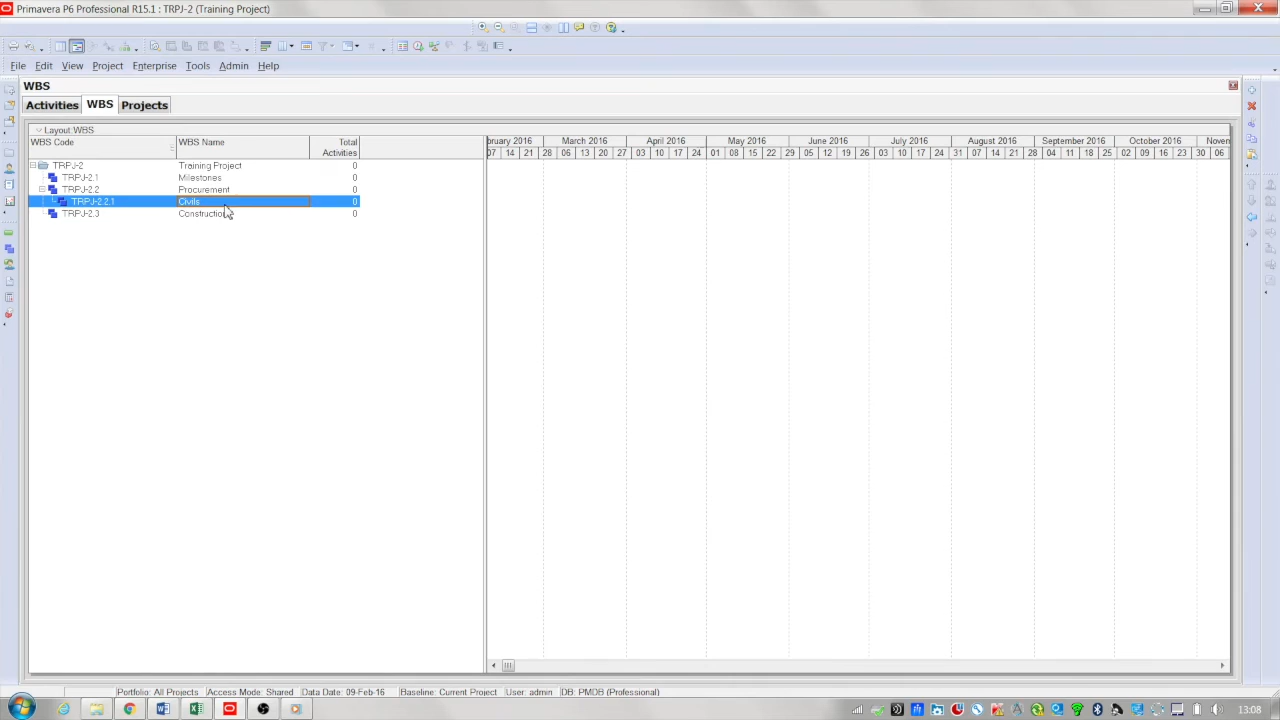 Primavera P6 Professional R15.1 : TRPJ-2 (Training Project)
File Edit View Project Enterprise Tools Admin Help
WBS
Activities WBS Projects
Layout: WBS
WBS Code WBS Name Total Activities
TRPJ-2 Training Project 0
TRPJ-2.1 Milestones 0
TRPJ-2.2 Procurement 0
TRPJ-2.2.1 Civils 0
TRPJ-2.3 Construction 0
bruary 2016 March 2016 April 2016 May 2016 June 2016 July 2016 August 2016 September 2016 October 2016 Novem
07 14 21 28 06 13 20 27 03 10 17 24 01 08 15 22 29 05 12 19 26 03 10 17 24 31 07 14 21 28 04 11 18 25 02 09 16 23 30 06
Portfolio: All Projects Access Mode: Shared Data Date: 09-Feb-16 Baseline: Current Project User: admin DB: PMDB (Professional)
13:08